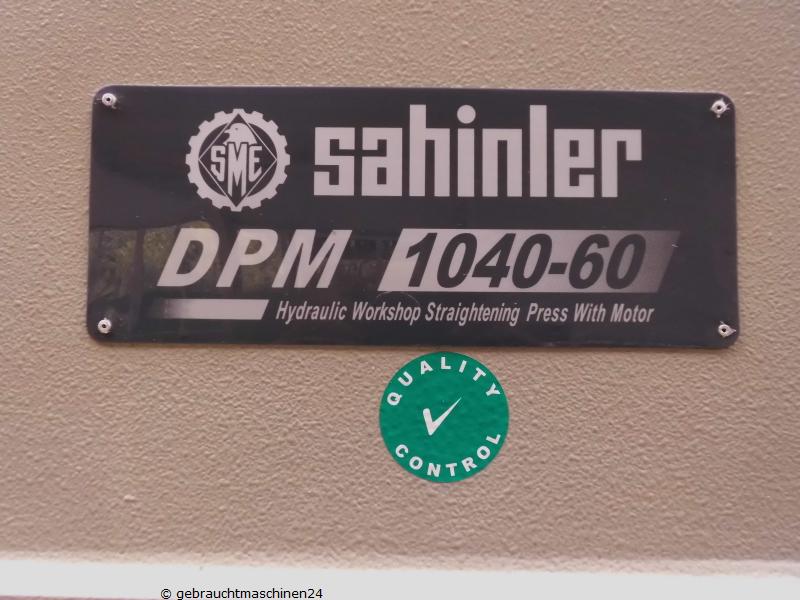 SME
sahinler
DPM 1040-60
Hydraulic Workshop Straightening Press With Motor
QUALITY
CONTROL
© gebrauchtmaschinen24